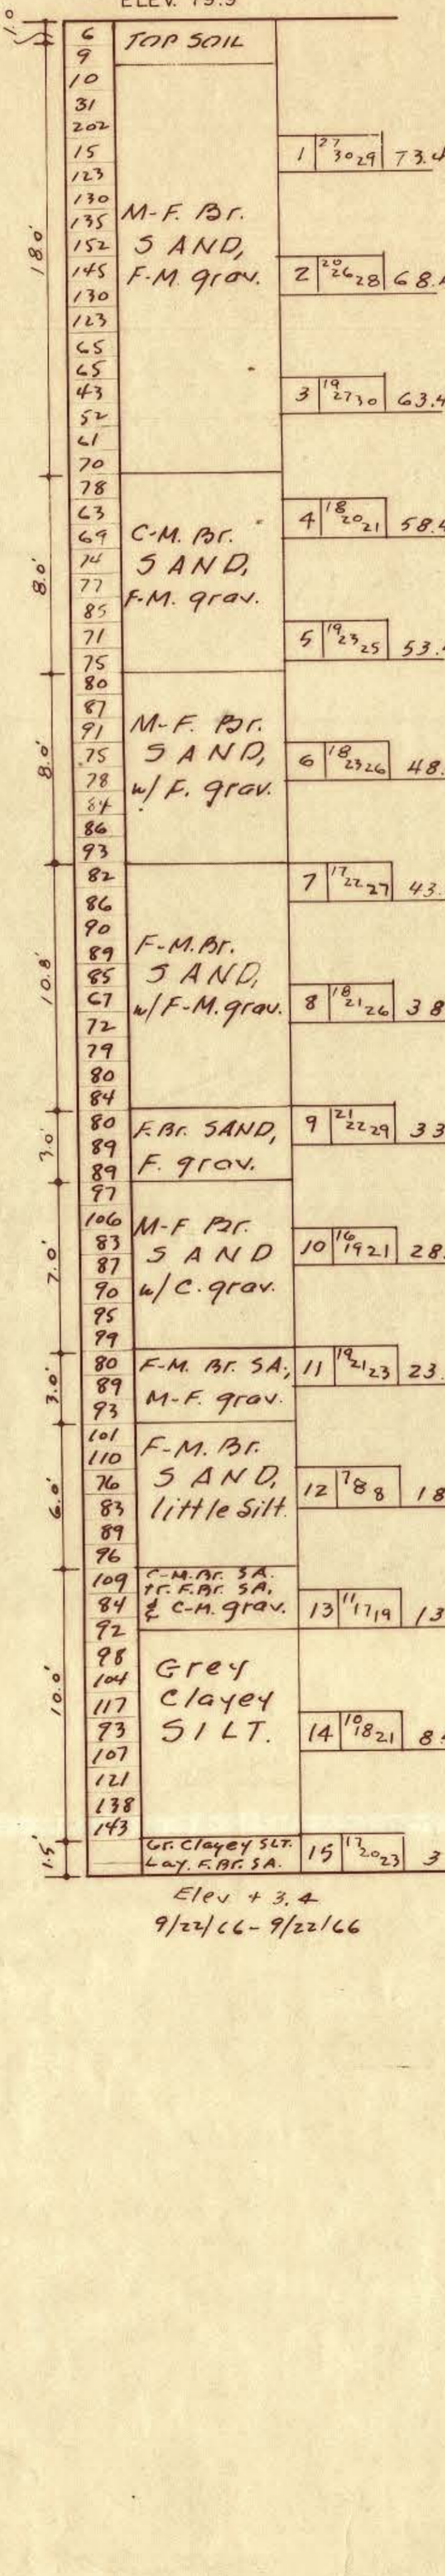 ELEV. 79.9
1.0
6 TOP SOIL
9
10
31
202
15 1 27 30 29 73.4
123
130
135 M-F. Br.
18.0' 152 SAND,
145 F-M. grav. 2 20 26 28 68.
130
123
65
65
43 3 19 27 30 63.4
52
61
70
78
63 4 18 20 21 58.4
69 C-M. Br.
74 SAND,
8.0' 77
85 F-M. grav.
71 5 19 23 25 53.
75
80
87
91 M-F. Br.
8.0' 75 SAND, 6 18 23 26 48.
78 w/ F. grav.
84
86
93
82 7 17 22 27 43.
86
90
89 F-M. Br.
10.8' 85 SAND,
67 w/ F-M. grav. 8 18 21 26 38
72
79
80
84
80 F. Br. SAND, 9 21 22 29 33
3.0' 89
89 F. grav.
97
106 M-F Br.
83 SAND 10 16 19 21 28.
7.0' 87
90 w/ C. grav.
95
99
80 F-M. Br. SA., 11 19 21 23 23.
3.0' 89 M-F. grav.
93
101
110 F-M. Br.
76 SAND, 12 7 8 8 18
6.0' 83 little Silt.
89
96
109 C-M. Br. SA.
tr. F. Br. SA,
84 & C-M. grav. 13 11 17 19 13
92
98 Grey
10.0' 104
117 Clayey
93 SILT. 14 10 18 21 8.
107
121
138
143
1.5' Gr. Clayey SLT. 15 17 20 23 3
Lay. F. Br. SA.
Elev + 3.4
9/22/66 - 9/22/66